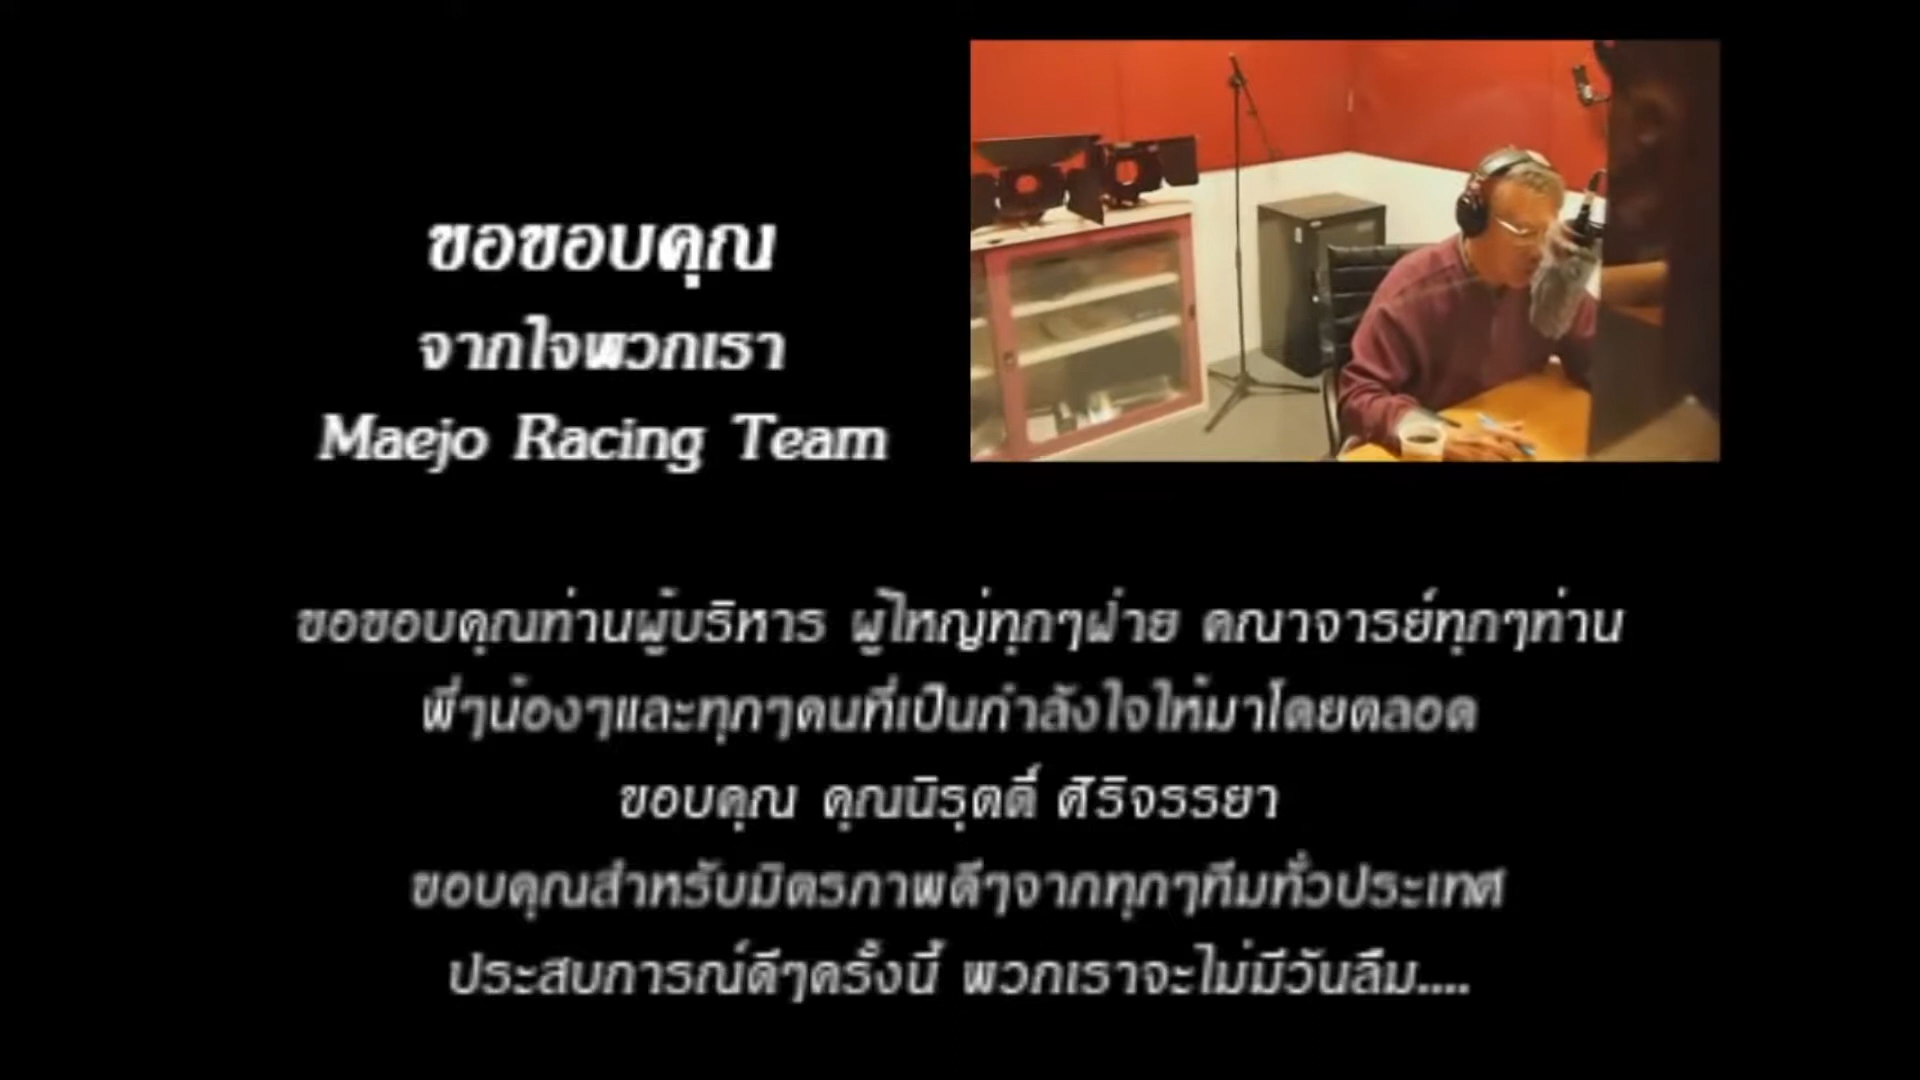 ขอขอบคุณ
จากใจพวกเรา
Maejo Racing Team
ขอขอบคุณท่านผู้บริหาร ผู้ใหญ่ทุกๆฝ่าย คณาจารย์ทุกๆท่าน
พี่ๆน้องๆและทุกๆคนที่เป็นกำลังใจให้มาโดยตลอด
ขอบคุณ คุณนิรุตติ์ ศิริจรรยา
ขอบคุณสำหรับมิตรภาพดีๆจากทุกๆทีมทั่วประเทศ
ประสบการณ์ดีๆครั้งนี้ พวกเราจะไม่มีวันลืม....